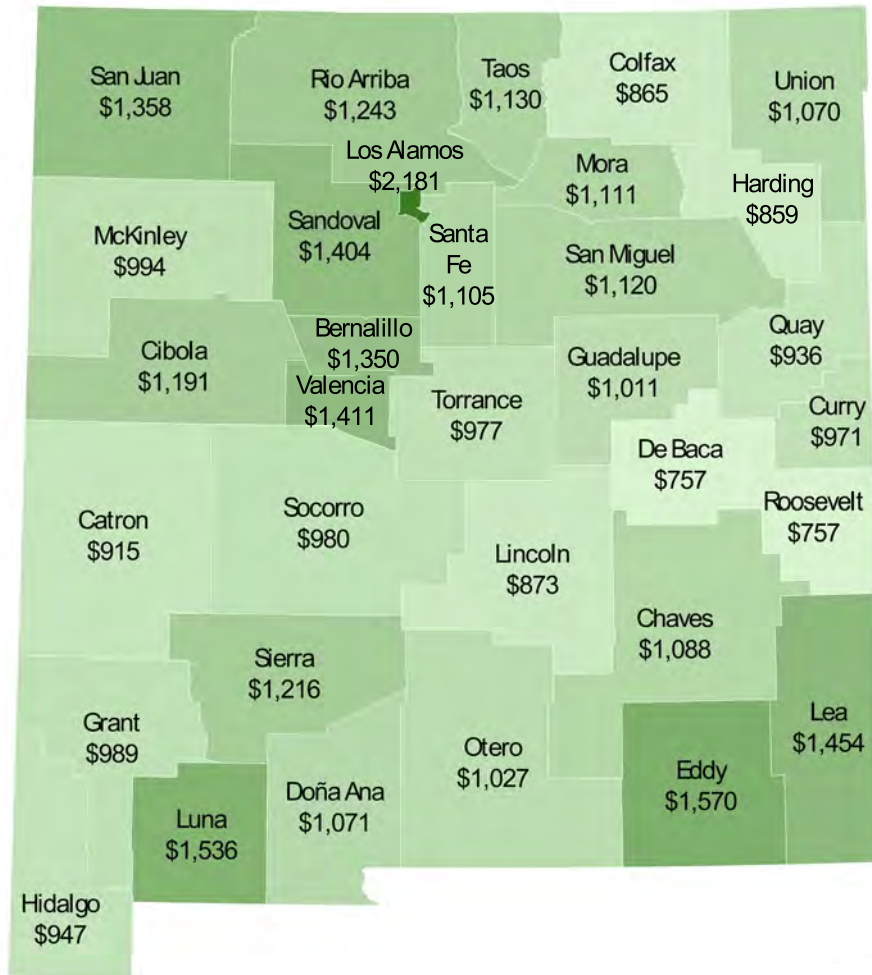 San Juan
$1,358
Rio Arriba
$1,243
Taos
$1,130
Colfax
$865
Union
$1,070
Los Alamos
$2,181
Mora
$1,111
Harding
$859
McKinley
$994
Sandoval
$1,404
Santa
Fe
$1,105
San Miguel
$1,120
Quay
$936
Cibola
$1,191
Bernalillo
$1,350
Valencia
$1,411
Torrance
$977
Guadalupe
$1,011
Curry
$971
De Baca
$757
Roosevelt
$757
Catron
$915
Socorro
$980
Lincoln
$873
Chaves
$1,088
Sierra
$1,216
Grant
$989
Otero
$1,027
Lea
$1,454
Eddy
$1,570
Doña Ana
$1,071
Luna
$1,536
Hidalgo
$947